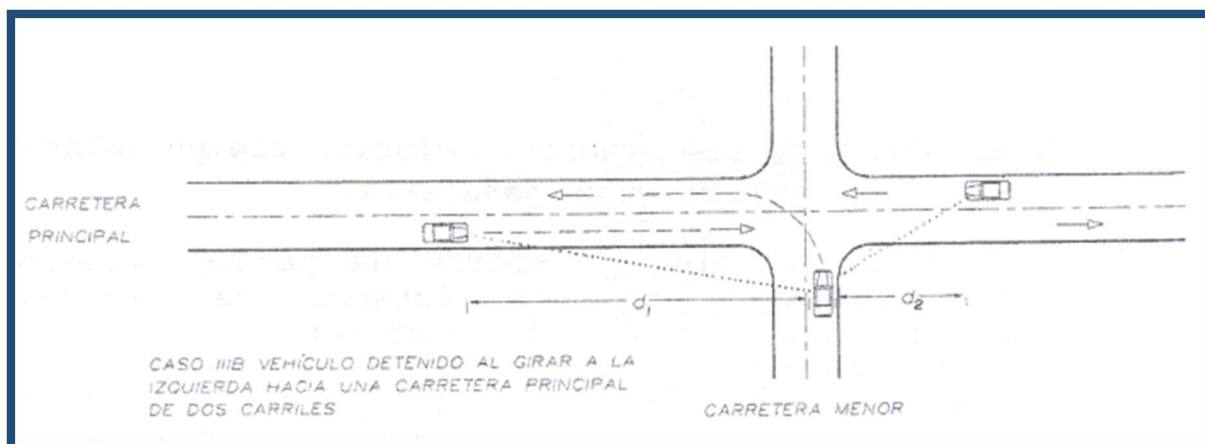 CARRETERA
PRINCIPAL
d₁
d₂
CASO IIIB VEHÍCULO DETENIDO AL GIRAR A LA
IZQUIERDA HACIA UNA CARRETERA PRINCIPAL
DE DOS CARRILES
CARRETERA MENOR